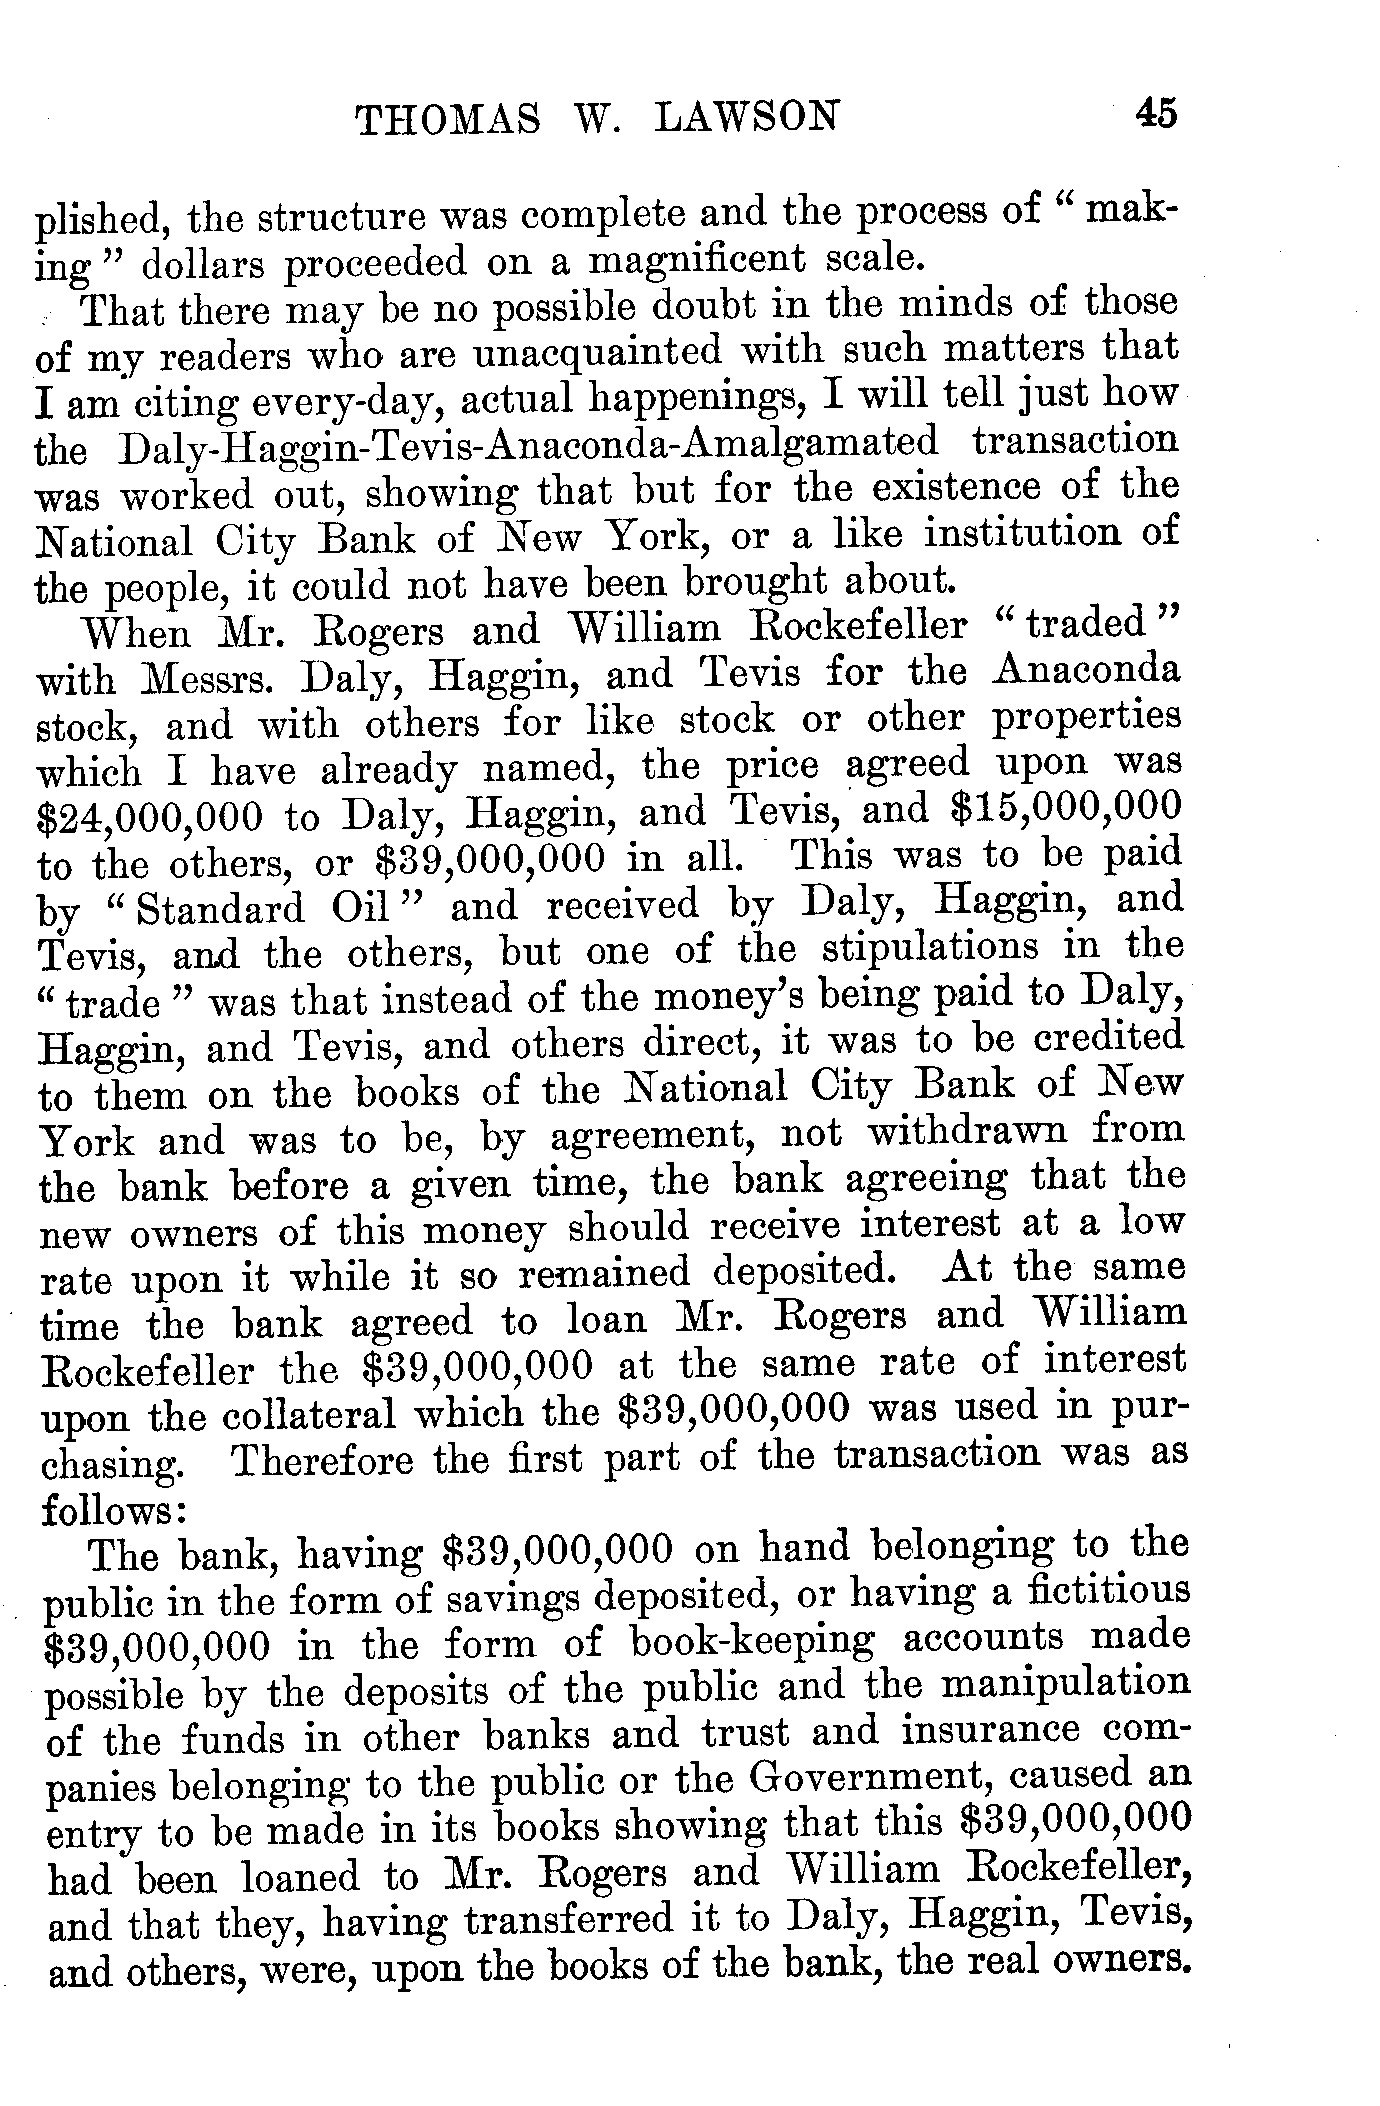 THOMAS W. LAWSON 45
plished, the structure was complete and the process of " mak-
ing " dollars proceeded on a magnificent scale.
That there may be no possible doubt in the minds of those
of my readers who are unacquainted with such matters that
I am citing every-day, actual happenings, I will tell just how
the Daly-Haggin-Tevis-Anaconda-Amalgamated transaction
was worked out, showing that but for the existence of the
National City Bank of New York, or a like institution of
the people, it could not have been brought about.
When Mr. Rogers and William Rockefeller " traded "
with Messrs. Daly, Haggin, and Tevis for the Anaconda
stock, and with others for like stock or other properties
which I have already named, the price agreed upon was
$24,000,000 to Daly, Haggin, and Tevis, and $15,000,000
to the others, or $39,000,000 in all. This was to be paid
by " Standard Oil " and received by Daly, Haggin, and
Tevis, and the others, but one of the stipulations in the
" trade " was that instead of the money's being paid to Daly,
Haggin, and Tevis, and others direct, it was to be credited
to them on the books of the National City Bank of New
York and was to be, by agreement, not withdrawn from
the bank before a given time, the bank agreeing that the
new owners of this money should receive interest at a low
rate upon it while it so remained deposited. At the same
time the bank agreed to loan Mr. Rogers and William
Rockefeller the $39,000,000 at the same rate of interest
upon the collateral which the $39,000,000 was used in pur-
chasing. Therefore the first part of the transaction was as
follows:
The bank, having $39,000,000 on hand belonging to the
public in the form of savings deposited, or having a fictitious
$39,000,000 in the form of book-keeping accounts made
possible by the deposits of the public and the manipulation
of the funds in other banks and trust and insurance com-
panies belonging to the public or the Government, caused an
entry to be made in its books showing that this $39,000,000
had been loaned to Mr. Rogers and William Rockefeller,
and that they, having transferred it to Daly, Haggin, Tevis,
and others, were, upon the books of the bank, the real owners.